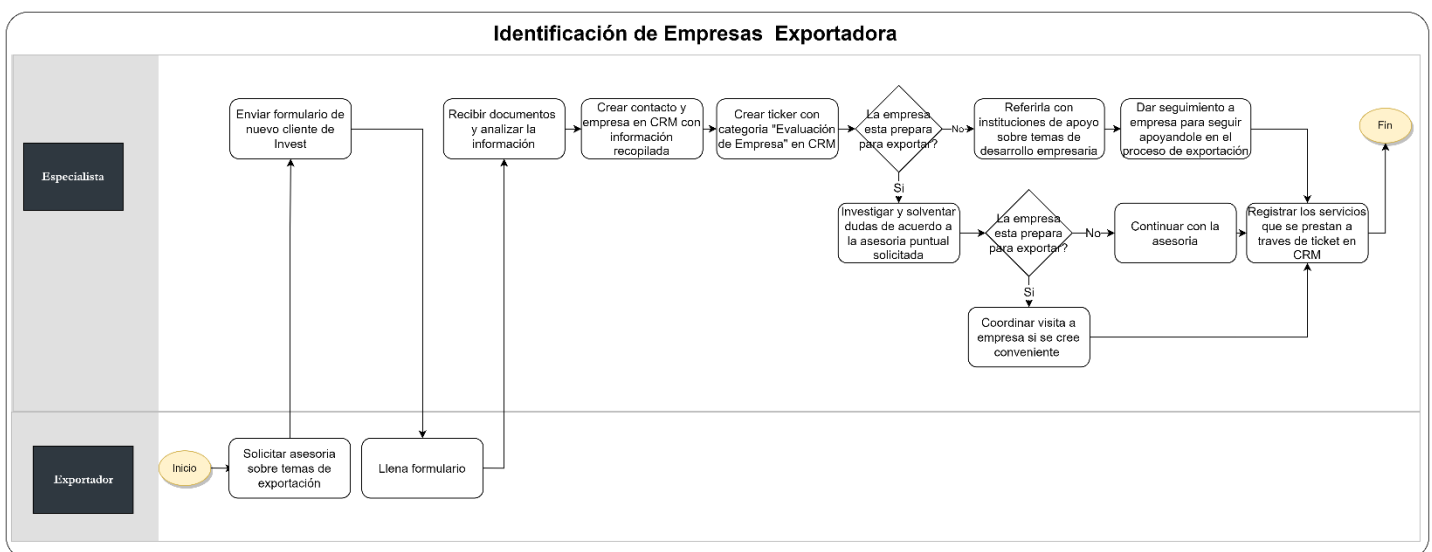 Identificación de Empresas  Exportadora
Especialista
Enviar formulario de
nuevo cliente de
Invest
Recibir documentos
y analizar la
información
Crear contacto y
empresa en CRM con
información
recopilada
Crear ticker con
categoria "Evaluación
de Empresa" en CRM
La empresa
esta prepara
para exportar?
No
Referirla con
instituciones de apoyo
sobre temas de
desarrollo empresaria
Dar seguimiento a
empresa para seguir
apoyandole en el
proceso de exportación
Fin
Si
Investigar y solventar
dudas de acuerdo a
la asesoria puntual
solicitada
La empresa
esta prepara
para exportar?
No
Continuar con la
asesoria
Registrar los servicios
que se prestan a
traves de ticket en
CRM
Si
Coordinar visita a
empresa si se cree
conveniente
Exportador
Inicio
Solicitar asesoria
sobre temas de
exportación
Llena formulario